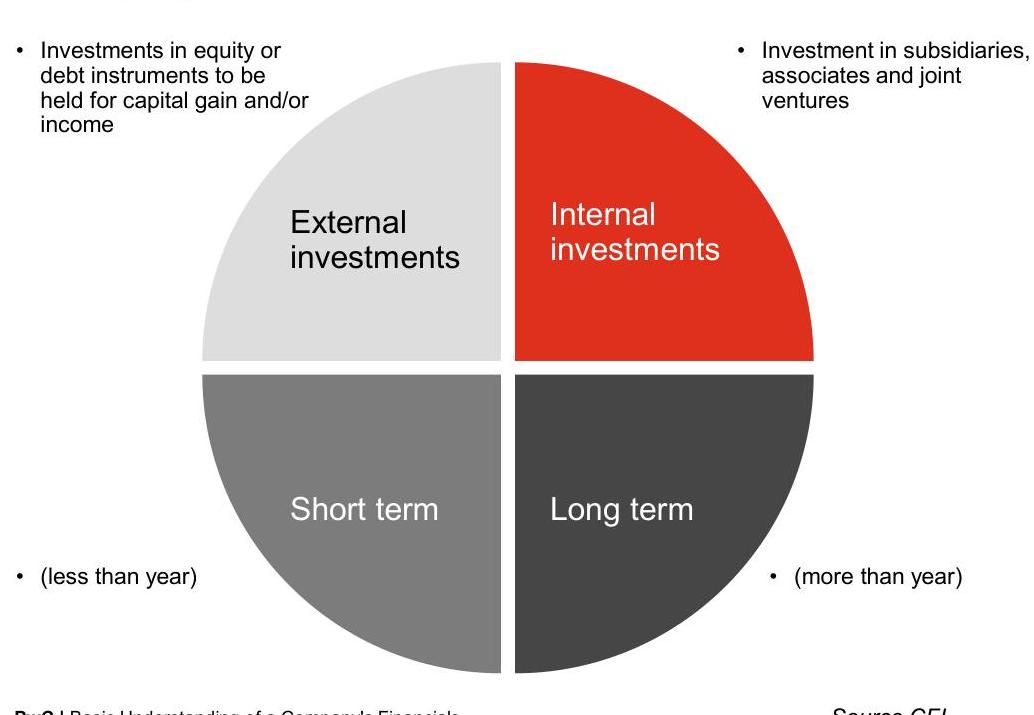 • Investments in equity or
debt instruments to be
held for capital gain and/or
income
• Investment in subsidiaries,
associates and joint
ventures
External
investments
Internal
investments
Short term
Long term
• (less than year)
• (more than year)
PwC | Basic Understanding of a Company's Financials
Source CFI